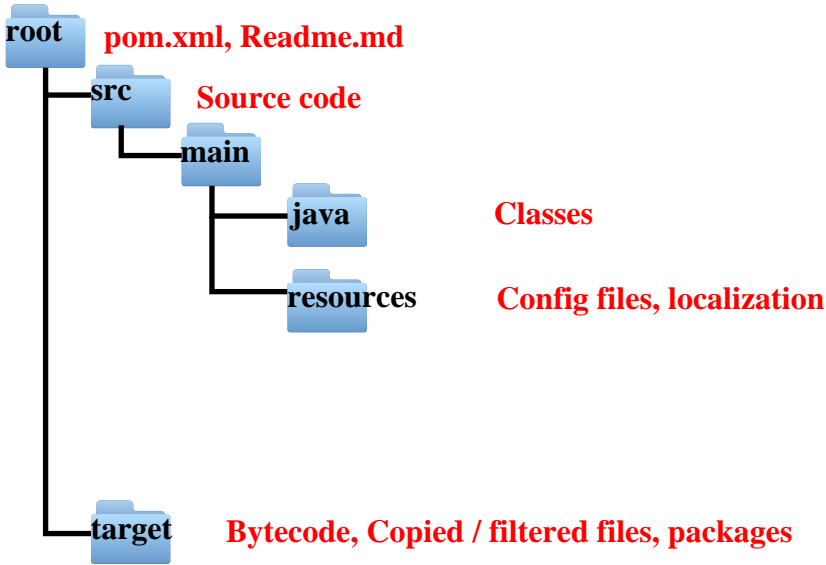 root
pom.xml, Readme.md
src
Source code
main
java
Classes
resources
Config files, localization
target
Bytecode, Copied / filtered files, packages